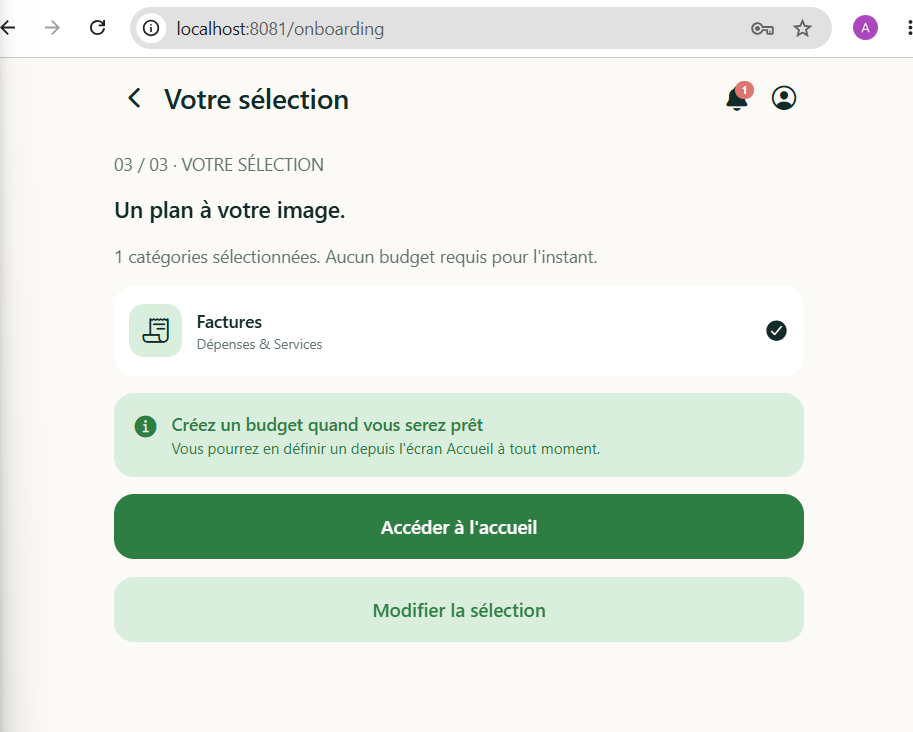 localhost:8081/onboarding
A
Votre sélection
1
03 / 03 · VOTRE SÉLECTION
Un plan à votre image.
1 catégories sélectionnées. Aucun budget requis pour l'instant.
Factures
Dépenses & Services
Créez un budget quand vous serez prêt
Vous pourrez en définir un depuis l'écran Accueil à tout moment.
Accéder à l'accueil
Modifier la sélection